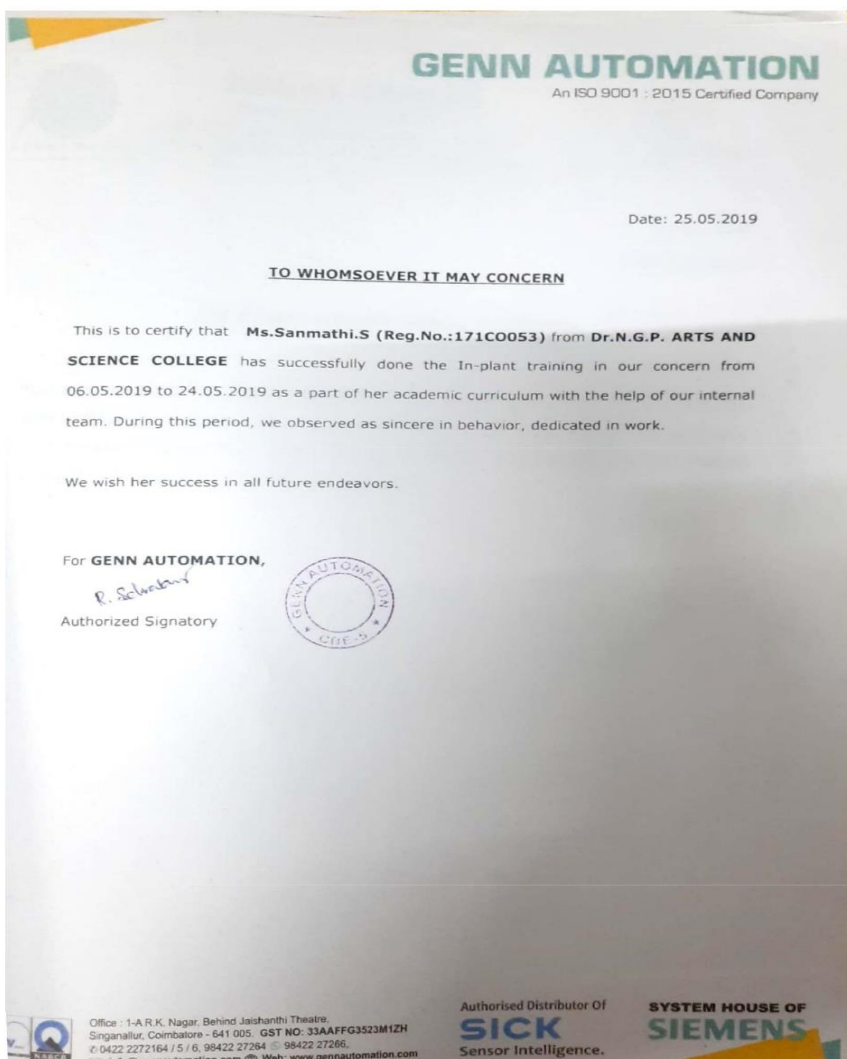 GENN AUTOMATION
An ISO 9001 : 2015 Certified Company
Date: 25.05.2019
TO WHOMSOEVER IT MAY CONCERN
This is to certify that Ms.Sanmathi.S (Reg.No.:171CO053) from Dr.N.G.P. ARTS AND
SCIENCE COLLEGE has successfully done the In-plant training in our concern from
06.05.2019 to 24.05.2019 as a part of her academic curriculum with the help of our internal
team. During this period, we observed as sincere in behavior, dedicated in work.
We wish her success in all future endeavors.
For GENN AUTOMATION,
R.
Authorized Signatory
GENN AUTOMATION
★ CBE-5 ★
Office : 1-A R.K. Nagar, Behind Jaishanthi Theatre,
Singanallur, Coimbatore - 641 005. GST NO: 33AAFFG3523M1ZH
✆ 0422 2272164 / 5 / 6, 98422 27264 98422 27266,
Web: www.gennautomation.com
Authorised Distributor Of
SICK
Sensor Intelligence.
SYSTEM HOUSE OF
SIEMENS